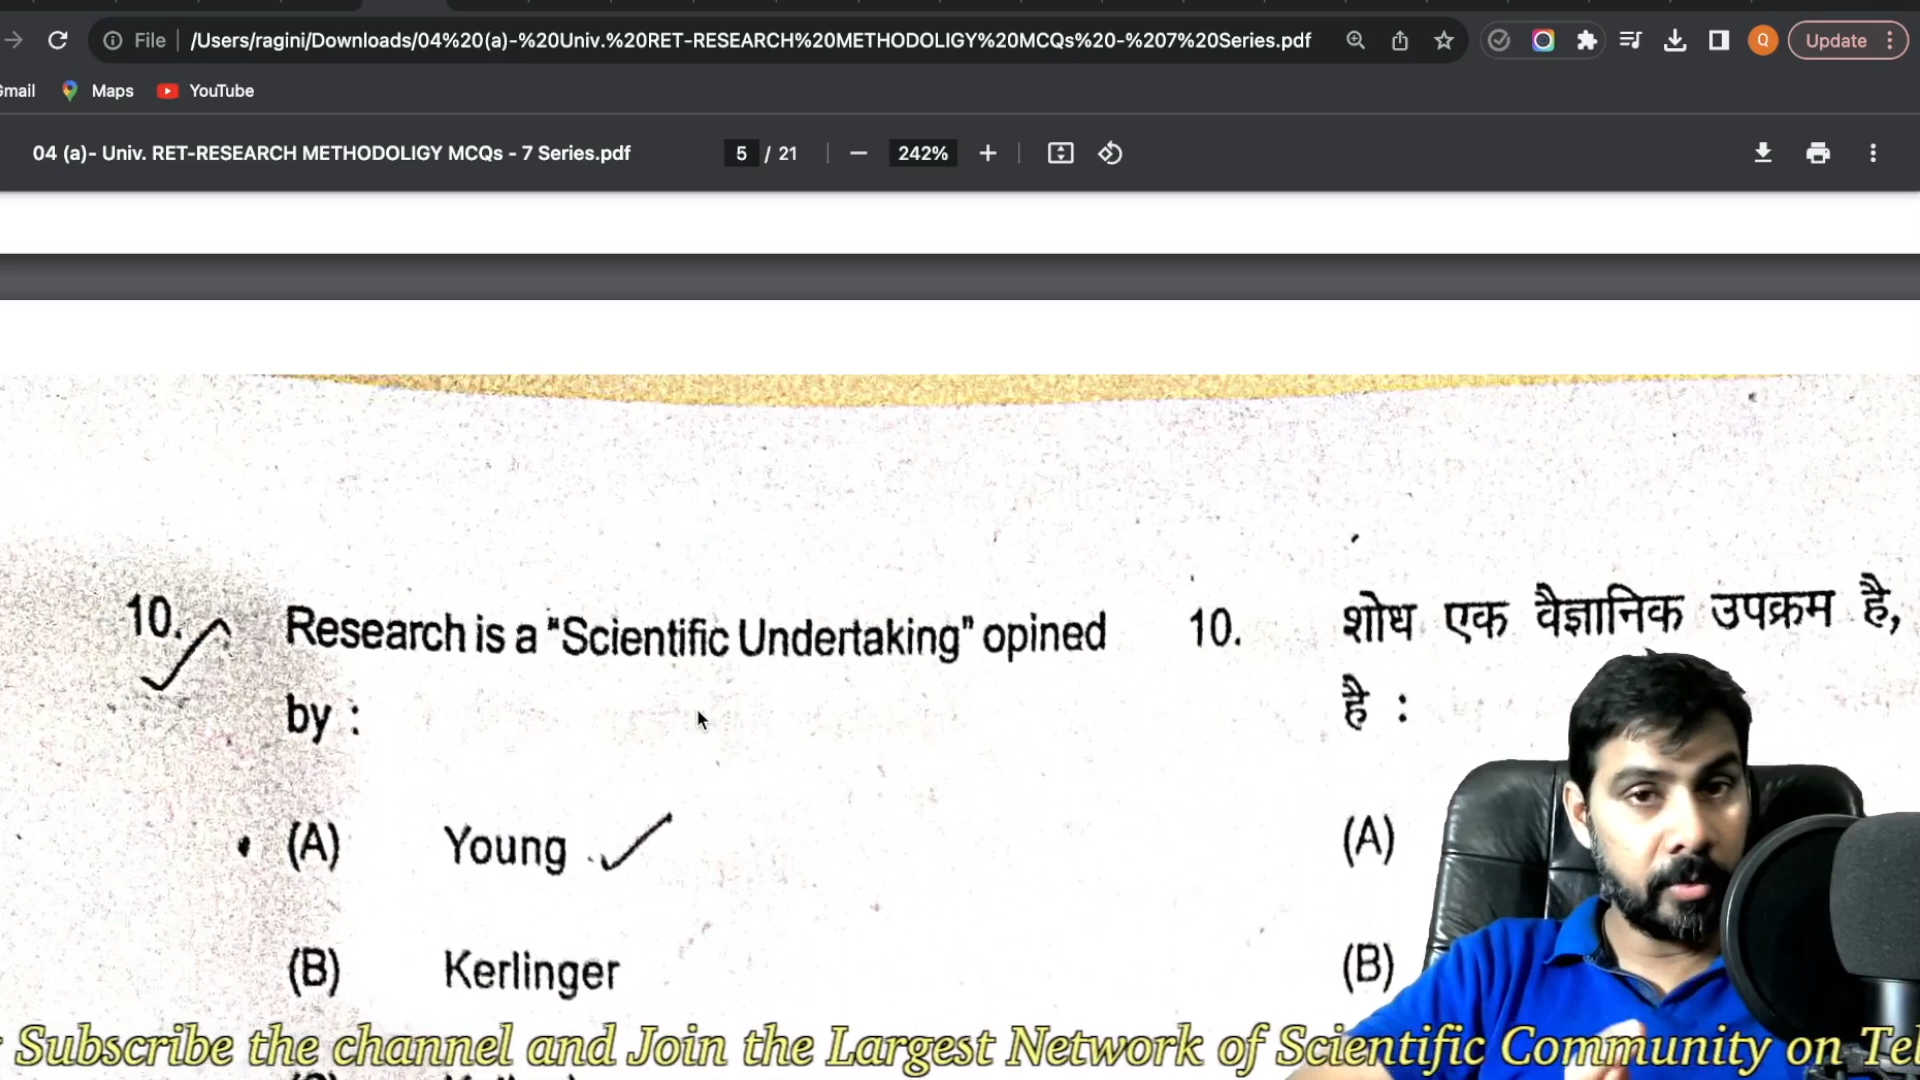 File
/Users/ragini/Downloads/04%20(a)-%20Univ.%20RET-RESEARCH%20METHODOLIGY%20MCQs%20-%207%20Series.pdf
Q
Update
Gmail
Maps
YouTube
04 (a)- Univ. RET-RESEARCH METHODOLIGY MCQs - 7 Series.pdf
5 / 21
242%
10.
Research is a "Scientific Undertaking" opined
by :
(A) Young
(B) Kerlinger
10.
शोध एक वैज्ञानिक उपक्रम है,
है :
(A)
(B)
Subscribe the channel and Join the Largest Network of Scientific Community on Tel